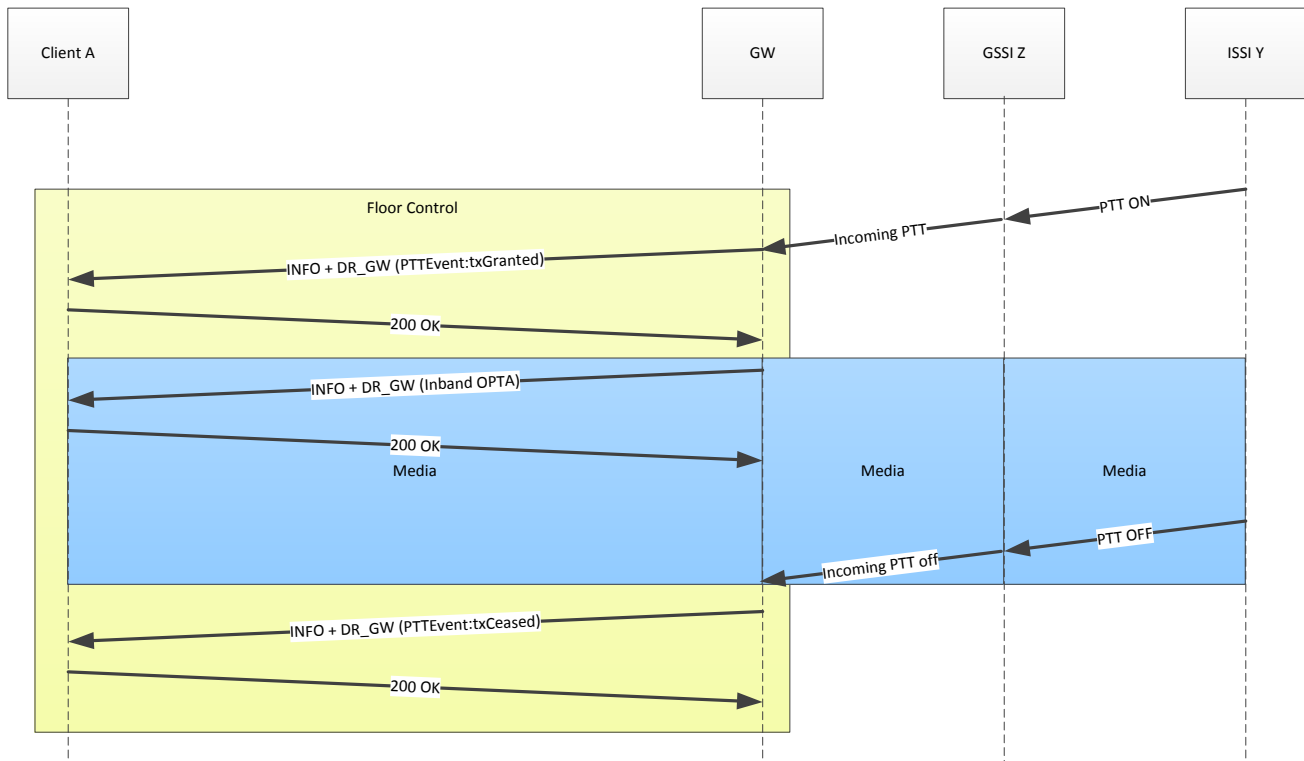 Client A
GW
GSSI Z
ISSI Y
Floor Control
PTT ON
Incoming PTT
INFO + DR_GW (PTTEvent:txGranted)
200 OK
INFO + DR_GW (Inband OPTA)
200 OK
Media
Media
Media
PTT OFF
Incoming PTT off
INFO + DR_GW (PTTEvent:txCeased)
200 OK